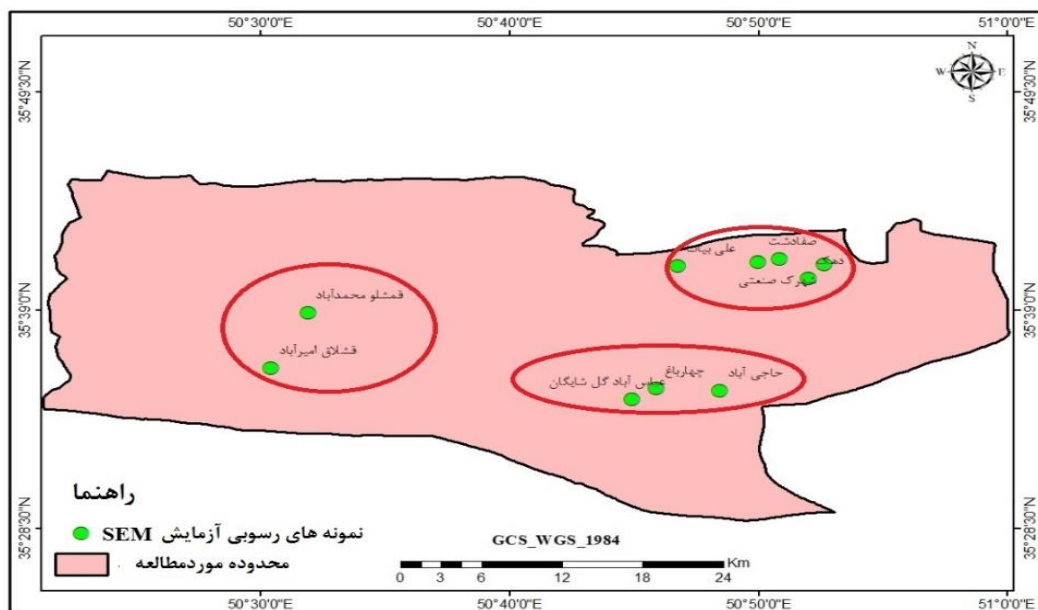 50°30'0"E 50°40'0"E 50°50'0"E 51°0'0"E
N
W E
S
35°49'30"N 35°49'30"N
صفادشت
علی بیات
دهک
شهرک صنعتی
35°39'0"N 35°39'0"N
قمشلو محمدآباد
قشلاق امیرآباد
حاجی آباد
چهارباغ
عباس آباد گل شایگان
راهنما
نمونه های رسوبی آزمایش SEM
محدوده موردمطالعه
35°28'30"N 35°28'30"N
GCS_WGS_1984
Km
0 3 6 12 18 24
50°30'0"E 50°40'0"E 50°50'0"E 51°0'0"E